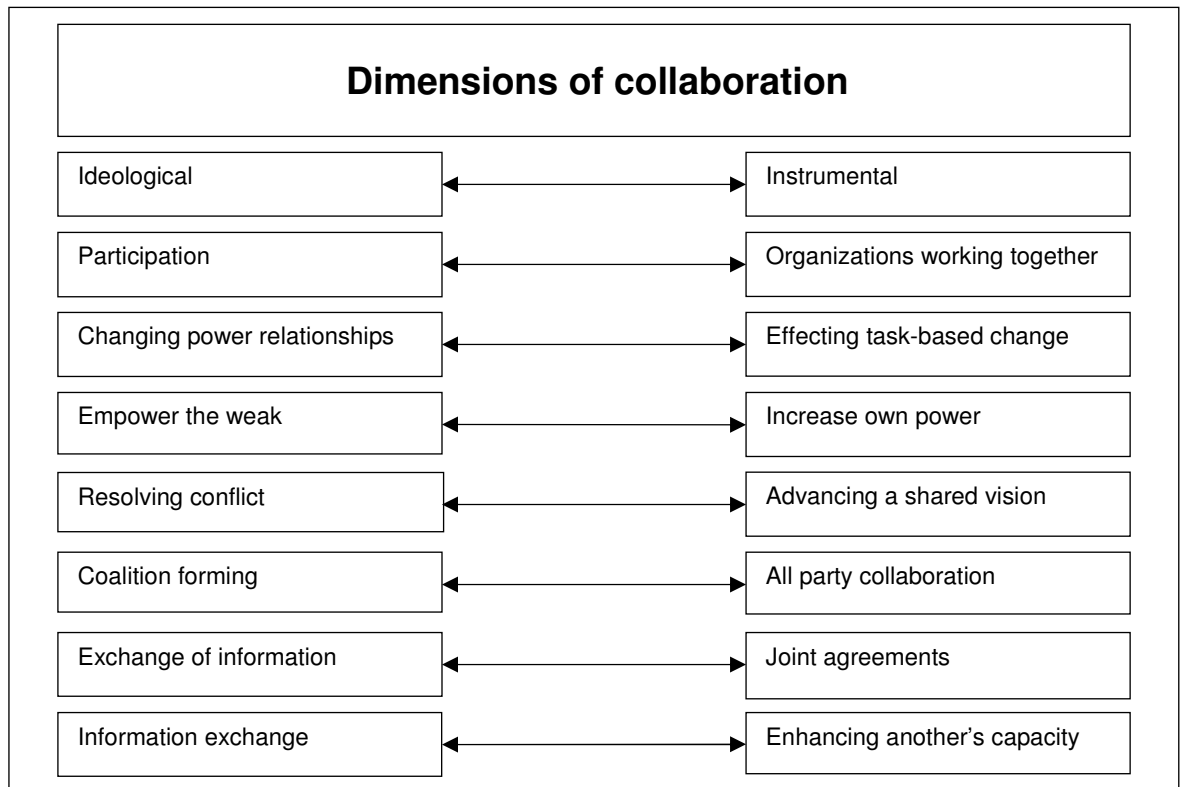 Dimensions of collaboration
Ideological
Instrumental
Participation
Organizations working together
Changing power relationships
Effecting task-based change
Empower the weak
Increase own power
Resolving conflict
Advancing a shared vision
Coalition forming
All party collaboration
Exchange of information
Joint agreements
Information exchange
Enhancing another’s capacity